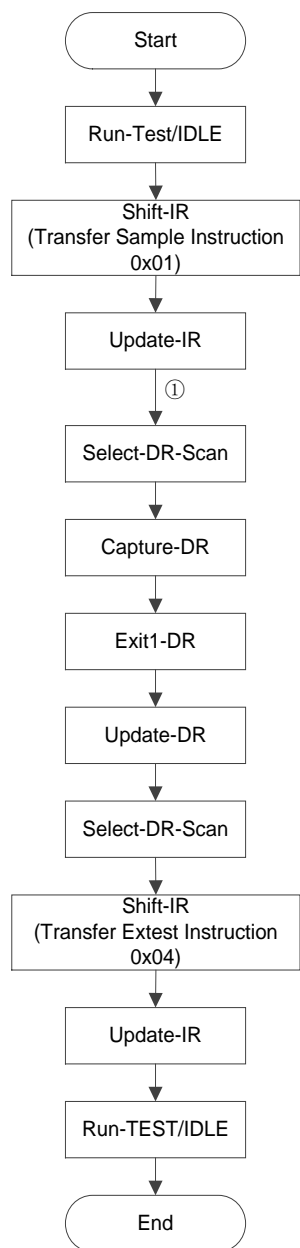 Start
Run-Test/IDLE
Shift-IR
(Transfer Sample Instruction
0x01)
Update-IR
①
Select-DR-Scan
Capture-DR
Exit1-DR
Update-DR
Select-DR-Scan
Shift-IR
(Transfer Extest Instruction
0x04)
Update-IR
Run-TEST/IDLE
End